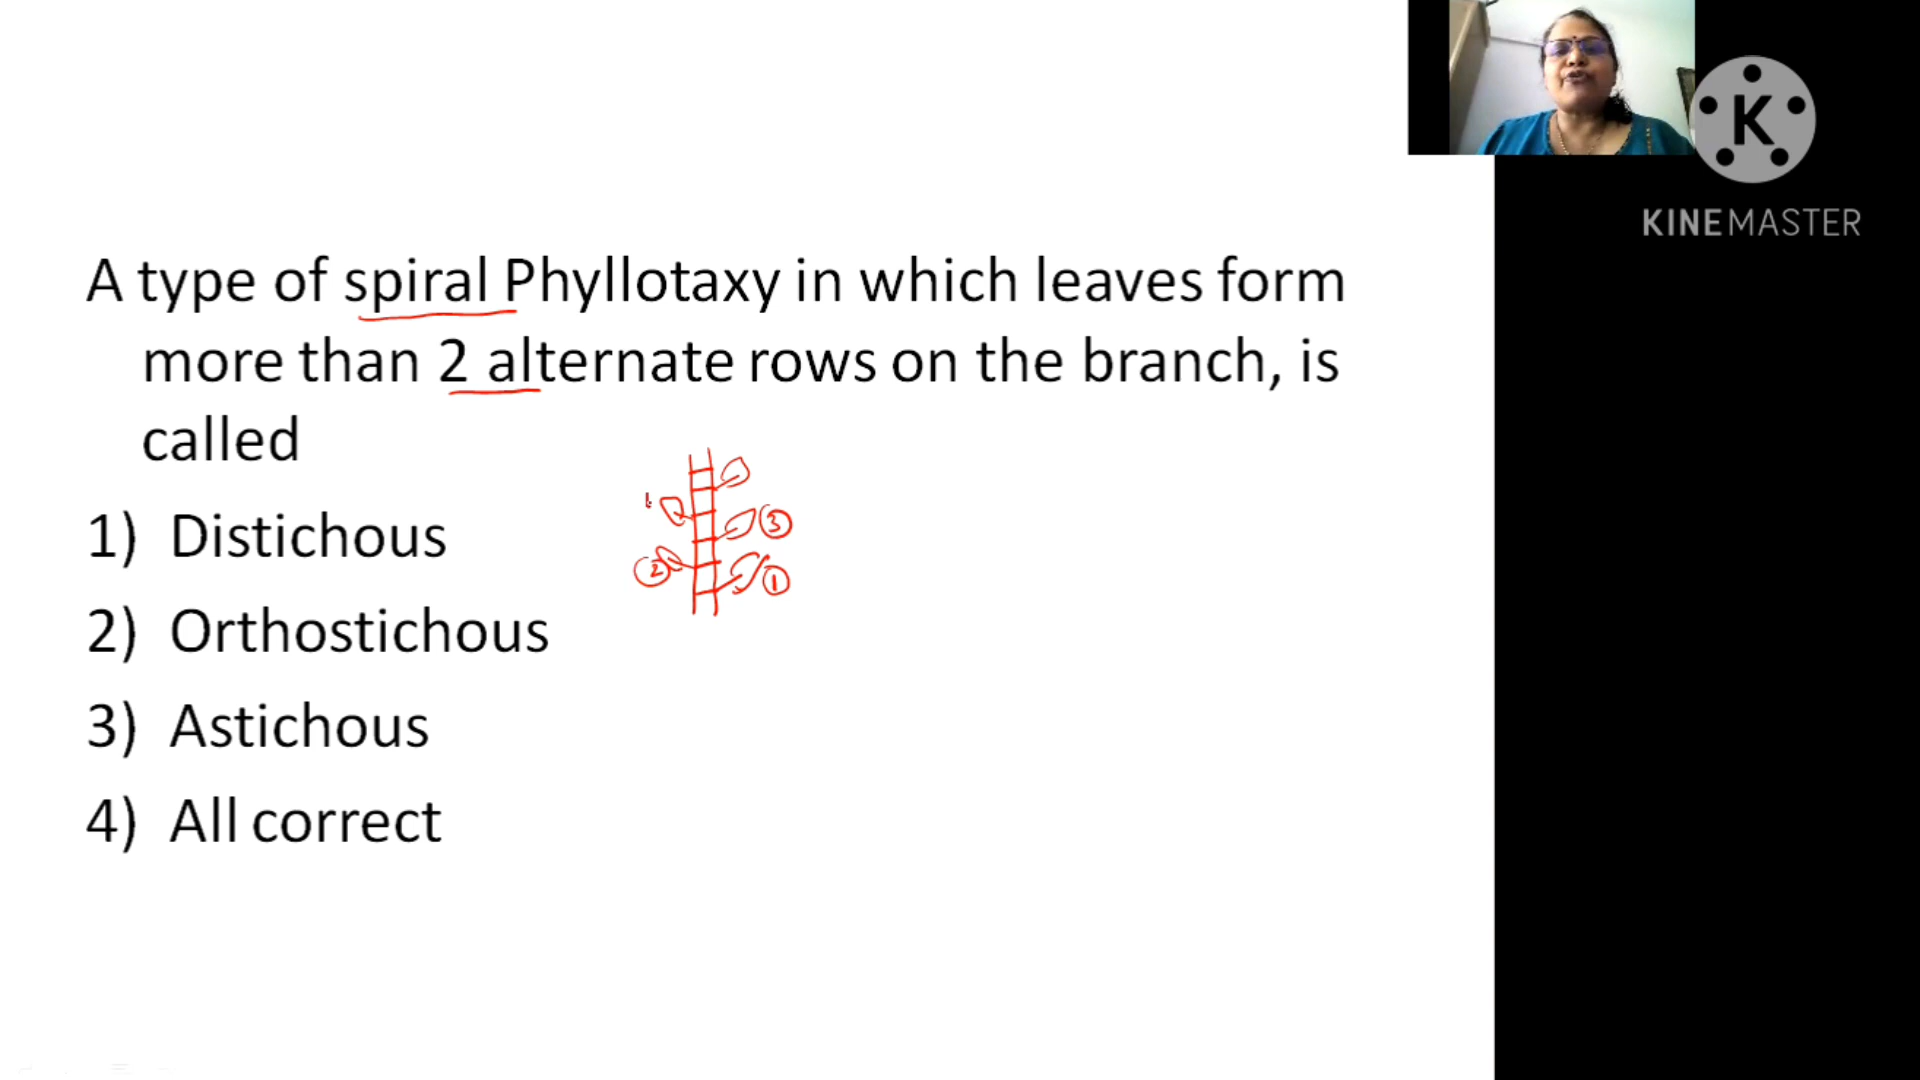 K
KINEMASTER
A type of spiral Phyllotaxy in which leaves form
more than 2 alternate rows on the branch, is
called
1) Distichous
2) Orthostichous
3) Astichous
4) All correct
3
2
1